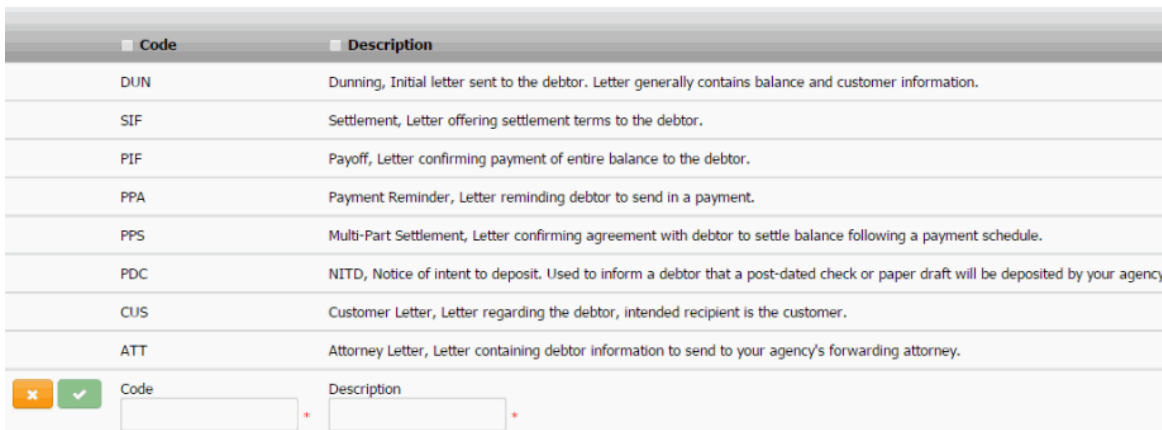 Code Description
DUN Dunning, Initial letter sent to the debtor. Letter generally contains balance and customer information.
SIF Settlement, Letter offering settlement terms to the debtor.
PIF Payoff, Letter confirming payment of entire balance to the debtor.
PPA Payment Reminder, Letter reminding debtor to send in a payment.
PPS Multi-Part Settlement, Letter confirming agreement with debtor to settle balance following a payment schedule.
PDC NITD, Notice of intent to deposit. Used to inform a debtor that a post-dated check or paper draft will be deposited by your agency
CUS Customer Letter, Letter regarding the debtor, intended recipient is the customer.
ATT Attorney Letter, Letter containing debtor information to send to your agency's forwarding attorney.
Code Description
* *